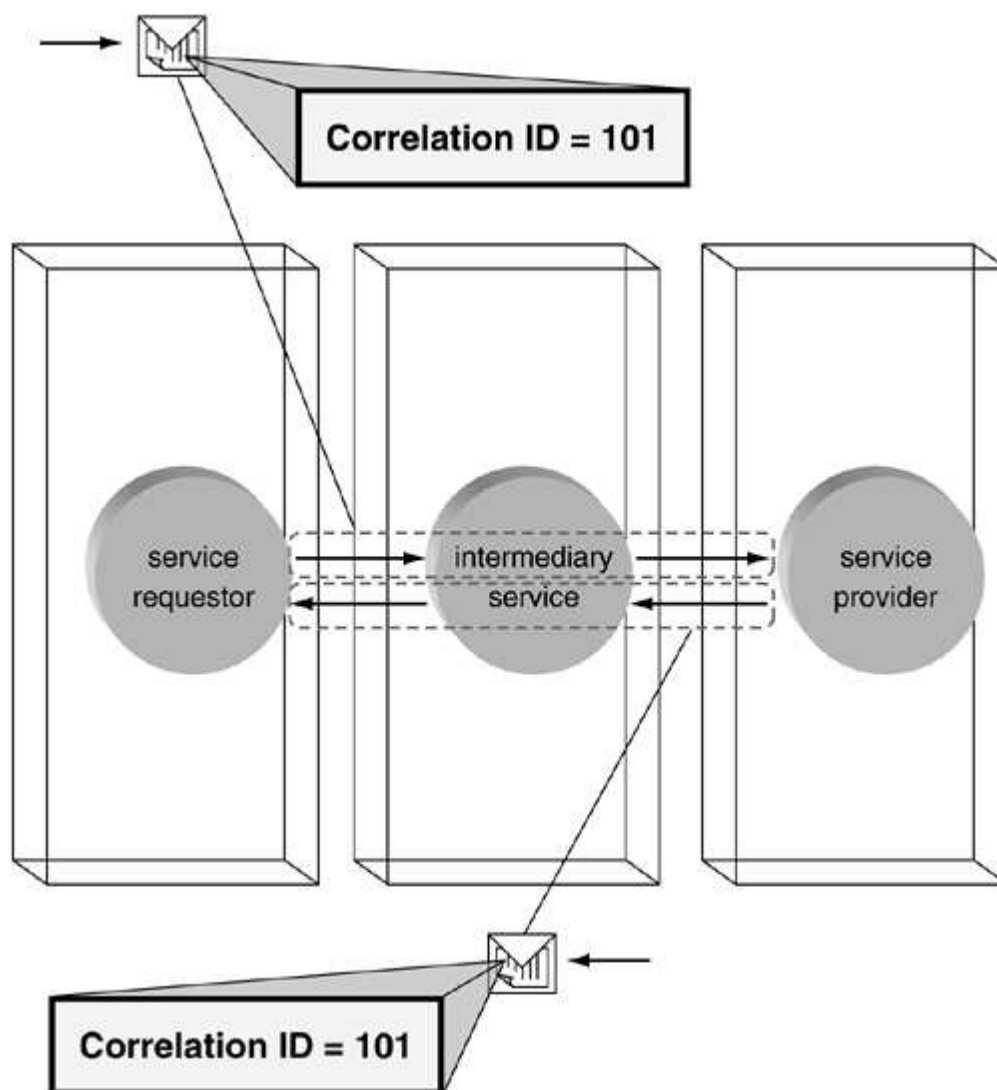 Correlation ID = 101
service
requestor
intermediary
service
service
provider
Correlation ID = 101